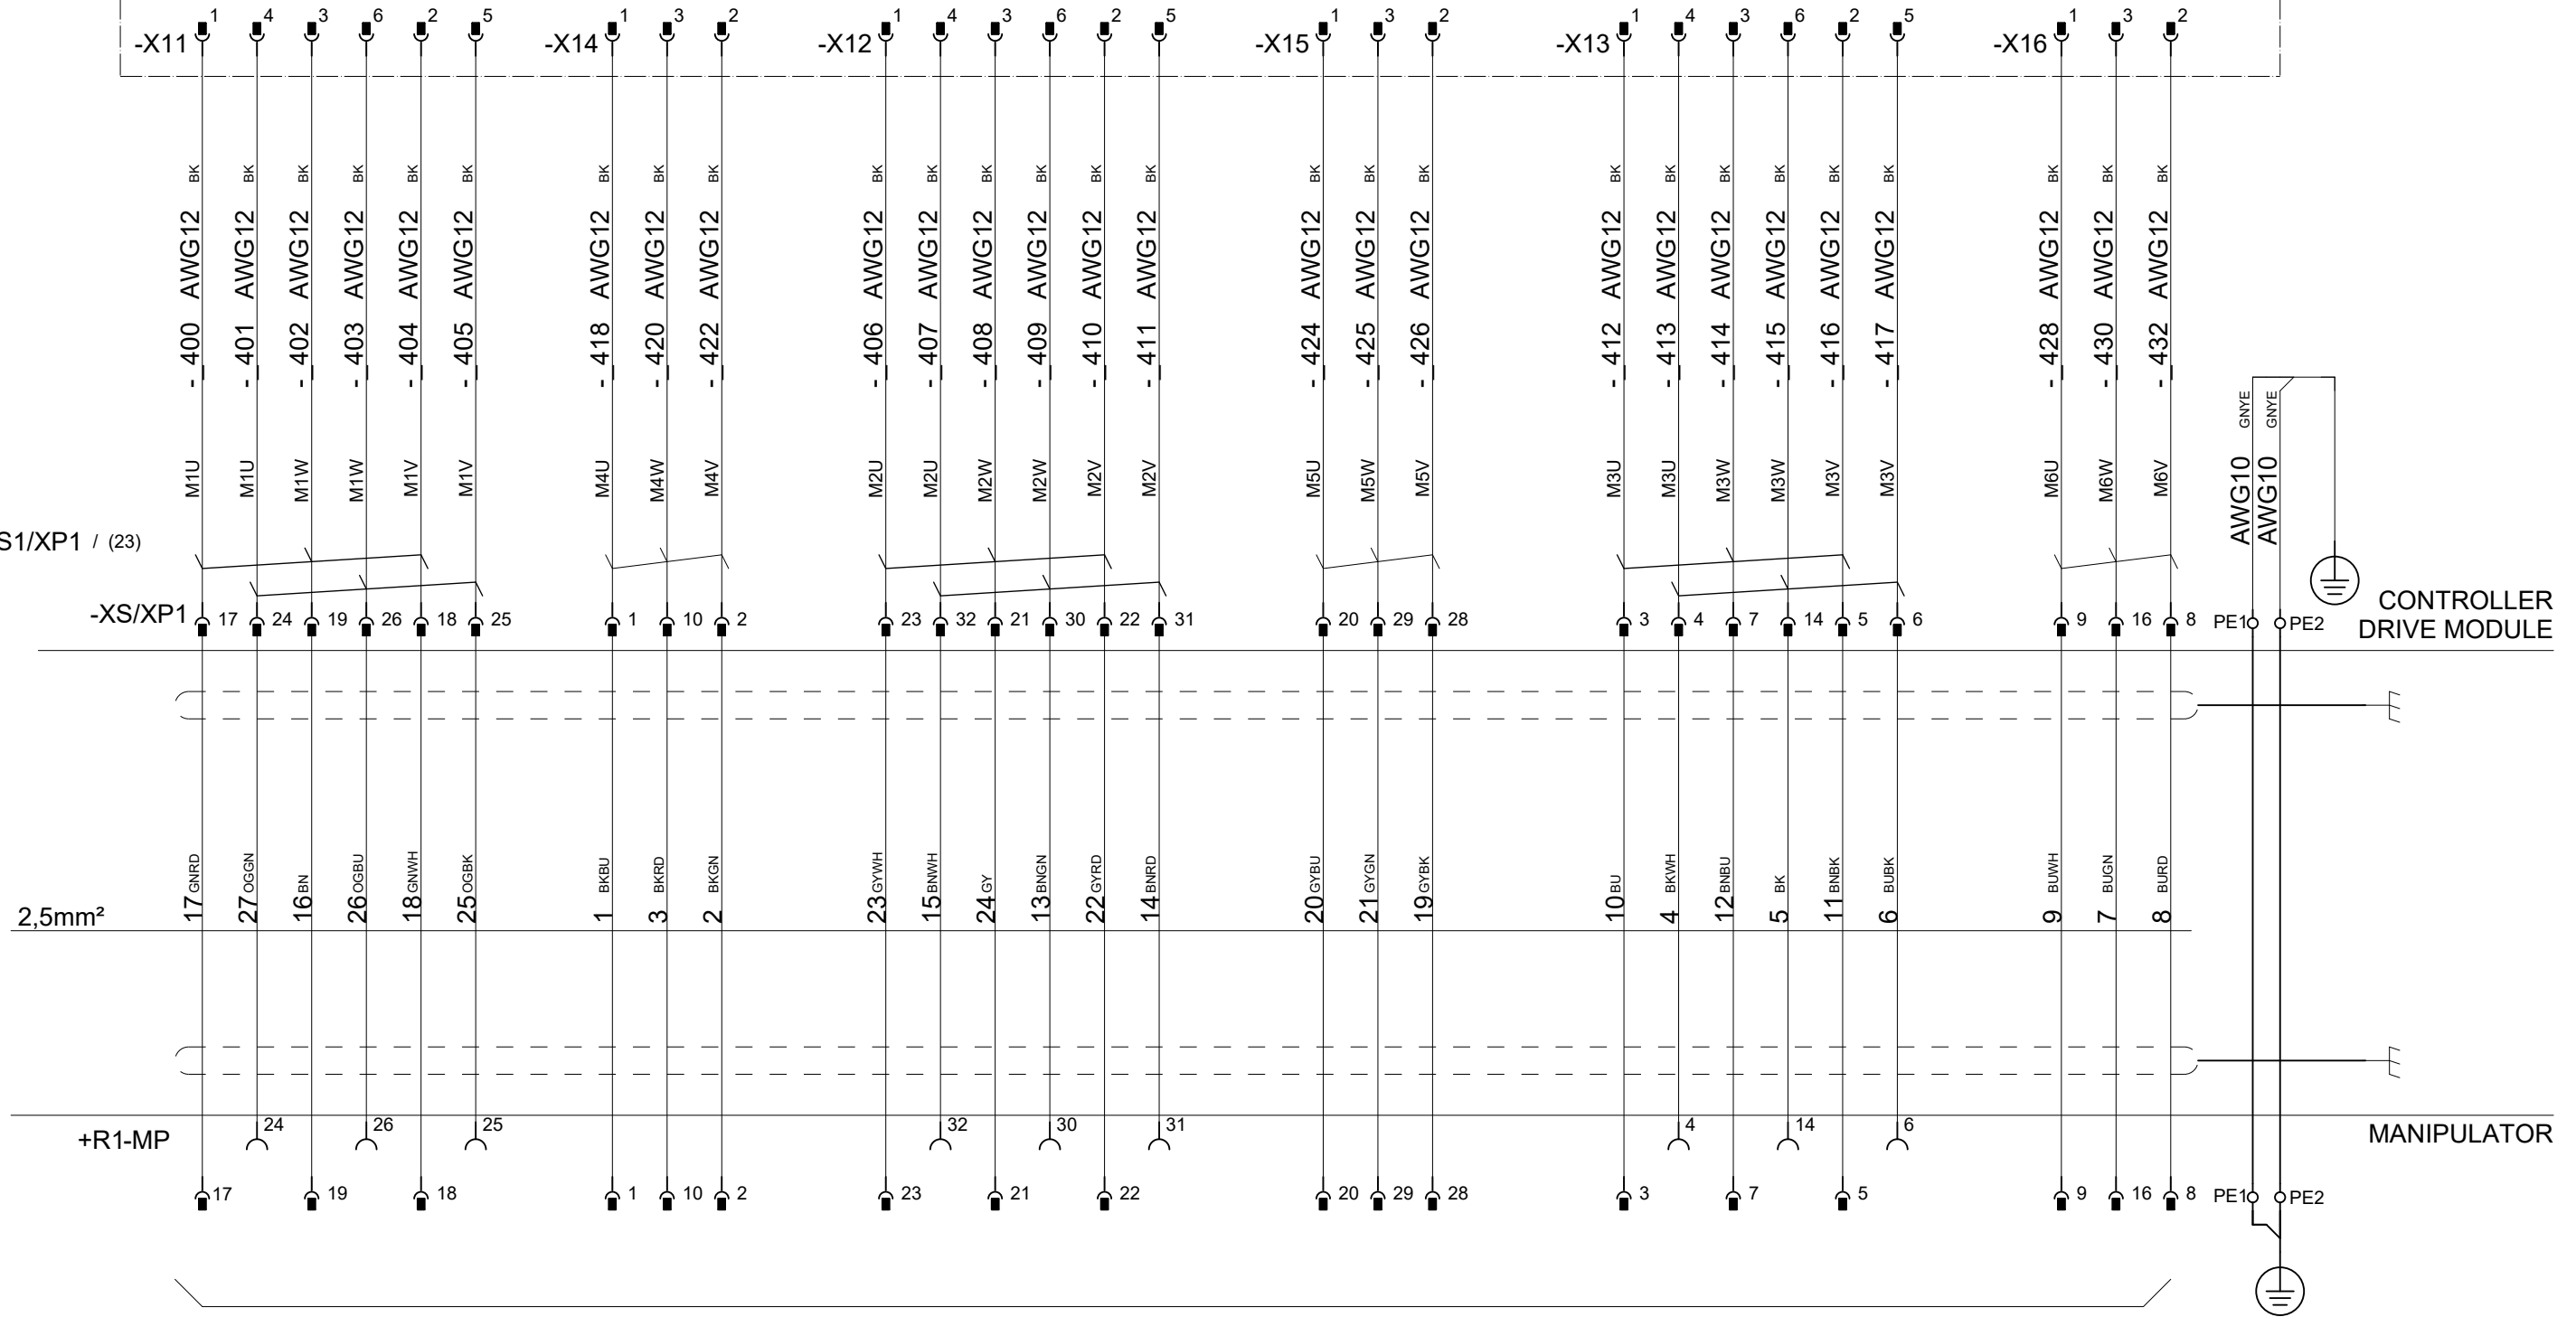 1 4 3 6 2 5 1 3 2 1 4 3 6 2 5 1 3 2 1 4 3 6 2 5 1 3 2
-X11 -X14 -X12 -X15 -X13 -X16
BK BK BK BK BK BK BK BK BK BK BK BK BK BK BK BK BK BK BK BK BK BK BK BK BK BK BK
AWG12 AWG12 AWG12 AWG12 AWG12 AWG12 AWG12 AWG12 AWG12 AWG12 AWG12 AWG12 AWG12 AWG12 AWG12 AWG12 AWG12 AWG12 AWG12 AWG12 AWG12 AWG12 AWG12 AWG12 AWG12 AWG12 AWG12
- 400 - 401 - 402 - 403 - 404 - 405 - 418 - 420 - 422 - 406 - 407 - 408 - 409 - 410 - 411 - 424 - 425 - 426 - 412 - 413 - 414 - 415 - 416 - 417 - 428 - 430 - 432
GNYE GNYE
M1U M1U M1W M1W M1V M1V M4U M4W M4V M2U M2U M2W M2W M2V M2V M5U M5W M5V M3U M3U M3W M3W M3V M3V M6U M6W M6V
AWG10 AWG10
S1/XP1 / (23)
CONTROLLER
DRIVE MODULE
-XS/XP1 17 24 19 26 18 25 1 10 2 23 32 21 30 22 31 20 29 28 3 4 7 14 5 6 9 16 8 PE1 PE2
GNRD OGGN BN OGBU GNWH OGBK BKBU BKRD BKGN GYWH BNWH GY BNGN GYRD BNRD GYBU GYGN GYBK BU BKWH BNBU BK BNBK BUBK BUWH BUGN BURD
2,5mm² 17 27 16 26 18 25 1 3 2 23 15 24 13 22 14 20 21 19 10 4 12 5 11 6 9 7 8
24 26 25 32 30 31 4 14 6
+R1-MP
MANIPULATOR
17 19 18 1 10 2 23 21 22 20 29 28 3 7 5 9 16 8 PE1 PE2